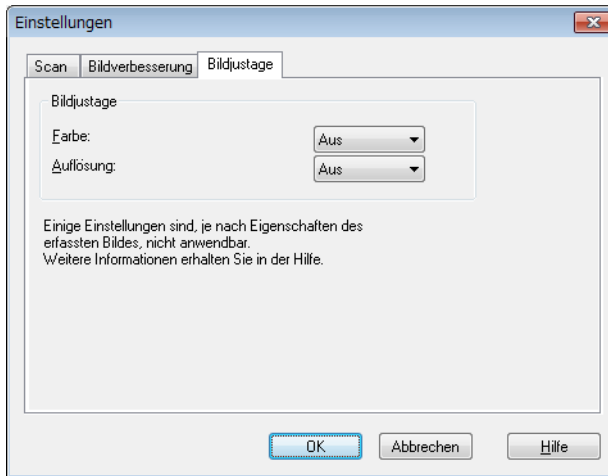 Einstellungen
Scan Bildverbesserung Bildjustage
Bildjustage
Farbe: Aus
Auflösung: Aus
Einige Einstellungen sind, je nach Eigenschaften des
erfassten Bildes, nicht anwendbar.
Weitere Informationen erhalten Sie in der Hilfe.
OK Abbrechen Hilfe